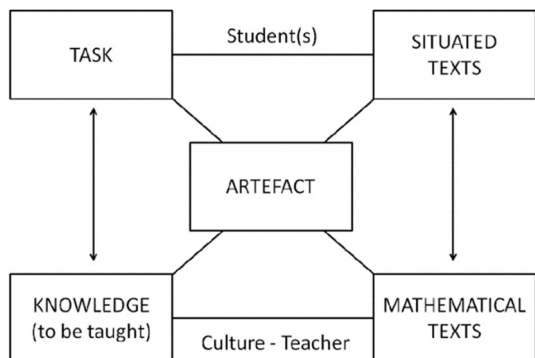 Student(s)
TASK
SITUATED
TEXTS
ARTEFACT
KNOWLEDGE
(to be taught)
MATHEMATICAL
TEXTS
Culture - Teacher